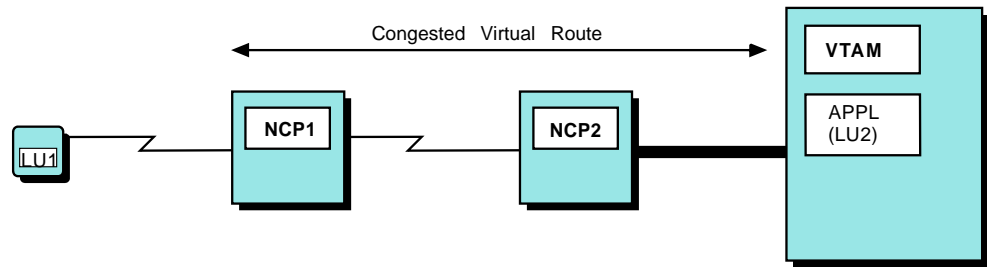 Congested Virtual Route
VTAM
NCP1
NCP2
APPL
(LU2)
LU1